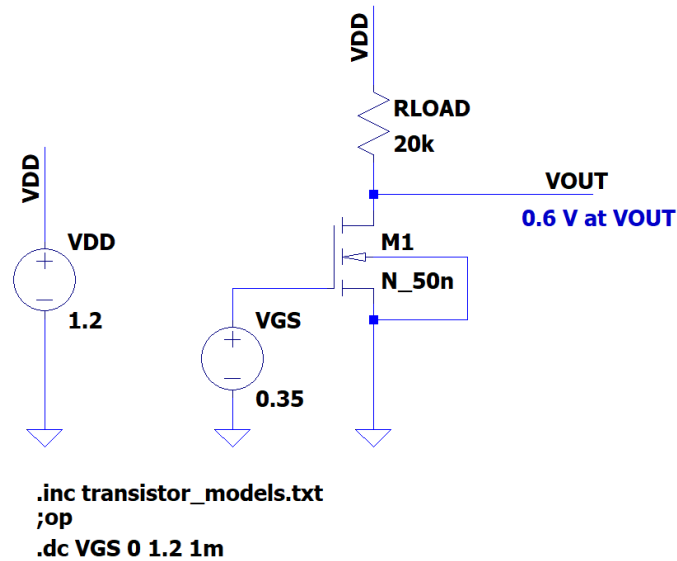 VDD
RLOAD
20k
VDD
VOUT
0.6 V at VOUT
VDD
M1
N_50n
1.2
VGS
0.35
.inc transistor_models.txt
;op
.dc VGS 0 1.2 1m